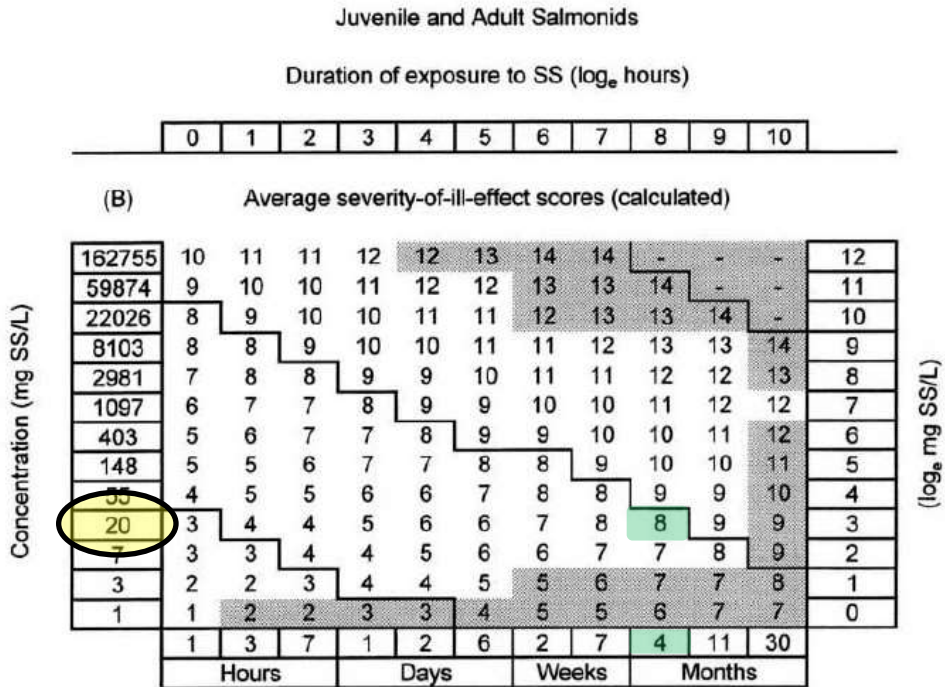 Juvenile and Adult Salmonids
Duration of exposure to SS (logₑ hours)
0 1 2 3 4 5 6 7 8 9 10
(B) Average severity-of-ill-effect scores (calculated)
Concentration (mg SS/L)
162755 10 11 11 12 12 13 14 14 - - - 12
59874 9 10 10 11 12 12 13 13 14 - - 11
22026 8 9 10 10 11 11 12 13 13 14 - 10
8103 8 8 9 10 10 11 11 12 13 13 14 9
2981 7 8 8 9 9 10 11 11 12 12 13 8
1097 6 7 7 8 9 9 10 10 11 12 12 7
403 5 6 7 7 8 9 9 10 10 11 12 6
148 5 5 6 7 7 8 8 9 10 10 11 5
55 4 5 5 6 6 7 8 8 9 9 10 4
20 3 4 4 5 6 6 7 8 8 9 9 3
7 3 3 4 4 5 6 6 7 7 8 9 2
3 2 2 3 4 4 5 5 6 7 7 8 1
1 1 2 2 3 3 4 5 5 6 7 7 0
(logₑ mg SS/L)
1 3 7 1 2 6 2 7 4 11 30
Hours Days Weeks Months